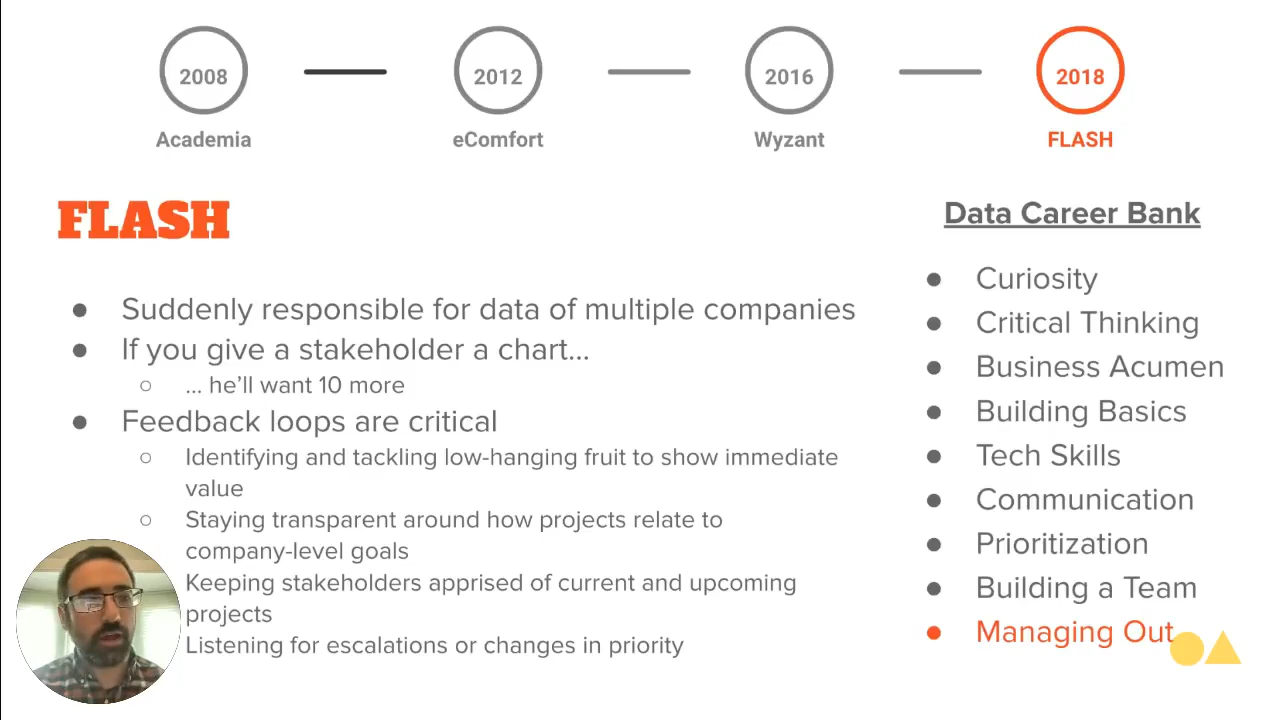 2008
2012
2016
2018
Academia
eComfort
Wyzant
FLASH
FLASH
Data Career Bank
● Suddenly responsible for data of multiple companies
● If you give a stakeholder a chart...
○ ... he'll want 10 more
● Feedback loops are critical
○ Identifying and tackling low-hanging fruit to show immediate
value
○ Staying transparent around how projects relate to
company-level goals
Keeping stakeholders apprised of current and upcoming
projects
Listening for escalations or changes in priority
● Curiosity
● Critical Thinking
● Business Acumen
● Building Basics
● Tech Skills
● Communication
● Prioritization
● Building a Team
● Managing Out